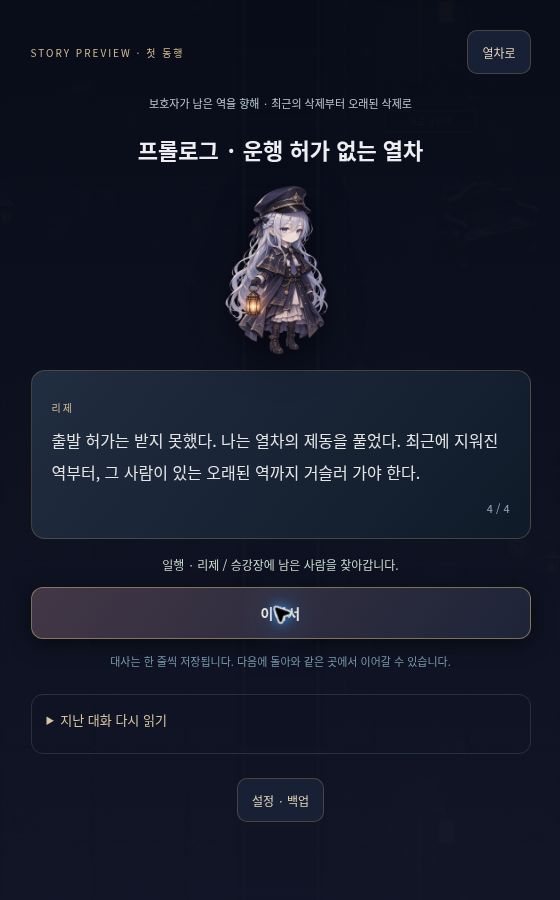 STORY PREVIEW · 첫 동행
열차로
보호자가 남은 역을 향해 · 최근의 삭제부터 오래된 삭제로
프롤로그 · 운행 허가 없는 열차
리제
출발 허가는 받지 못했다. 나는 열차의 제동을 풀었다. 최근에 지워진
역부터, 그 사람이 있는 오래된 역까지 거슬러 가야 한다.
4 / 4
일행 · 리제 / 승강장에 남은 사람을 찾아갑니다.
대사는 한 줄씩 저장됩니다. 다음에 돌아와 같은 곳에서 이어갈 수 있습니다.
▶ 지난 대화 다시 읽기
설정 · 백업